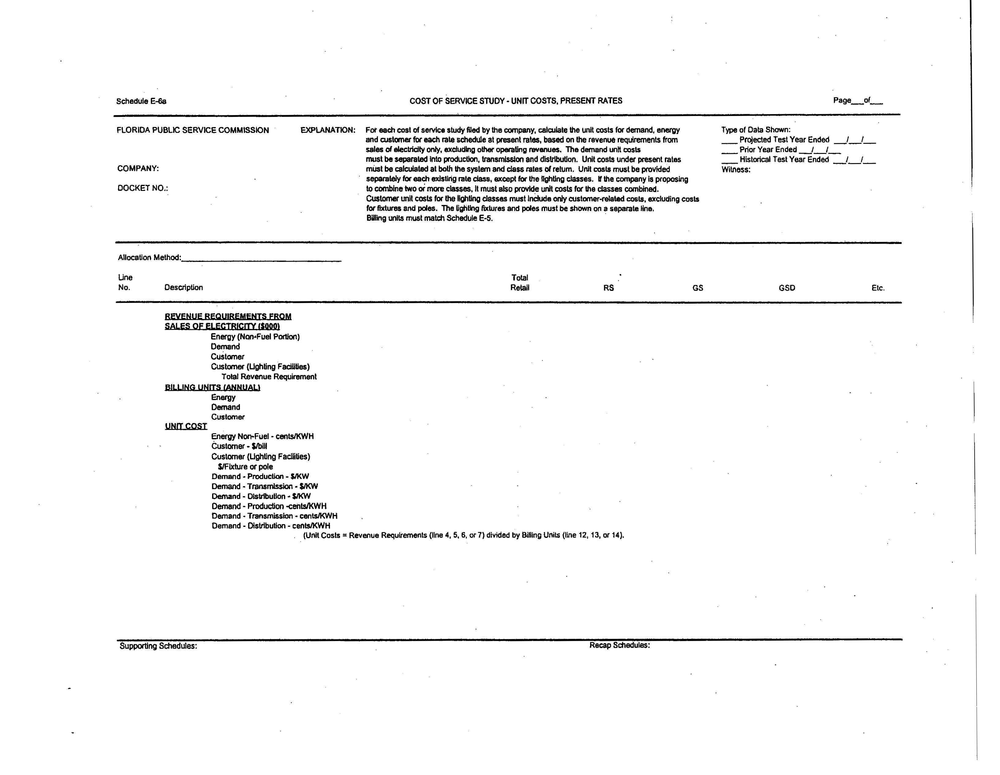 Schedule E-6a COST OF SERVICE STUDY - UNIT COSTS, PRESENT RATES Page___of___
FLORIDA PUBLIC SERVICE COMMISSION
COMPANY:
DOCKET NO.:
EXPLANATION: For each cost of service study filed by the company, calculate the unit costs for demand, energy
and customer for each rate schedule at present rates, based on the revenue requirements from
sales of electricity only, excluding other operating revenues. The demand unit costs
must be separated into production, transmission and distribution. Unit costs under present rates
must be calculated at both the system and class rates of return. Unit costs must be provided
separately for each existing rate class, except for the lighting classes. If the company is proposing
to combine two or more classes, it must also provide unit costs for the classes combined.
Customer unit costs for the lighting classes must include only customer-related costs, excluding costs
for fixtures and poles. The lighting fixtures and poles must be shown on a separate line.
Billing units must match Schedule E-5.
Type of Data Shown:
___ Projected Test Year Ended __/__/__
___ Prior Year Ended __/__/__
___ Historical Test Year Ended __/__/__
Witness:
Allocation Method:______________________________
Line Total
No. Description Retail RS GS GSD Etc.
REVENUE REQUIREMENTS FROM
SALES OF ELECTRICITY ($000)
Energy (Non-Fuel Portion)
Demand
Customer
Customer (Lighting Facilities)
Total Revenue Requirement
BILLING UNITS (ANNUAL)
Energy
Demand
Customer
UNIT COST
Energy Non-Fuel - cents/KWH
Customer - $/bill
Customer (Lighting Facilities)
$/Fixture or pole
Demand - Production - $/KW
Demand - Transmission - $/KW
Demand - Distribution - $/KW
Demand - Production -cents/KWH
Demand - Transmission - cents/KWH
Demand - Distribution - cents/KWH
(Unit Costs = Revenue Requirements (line 4, 5, 6, or 7) divided by Billing Units (line 12, 13, or 14).
Supporting Schedules: Recap Schedules: